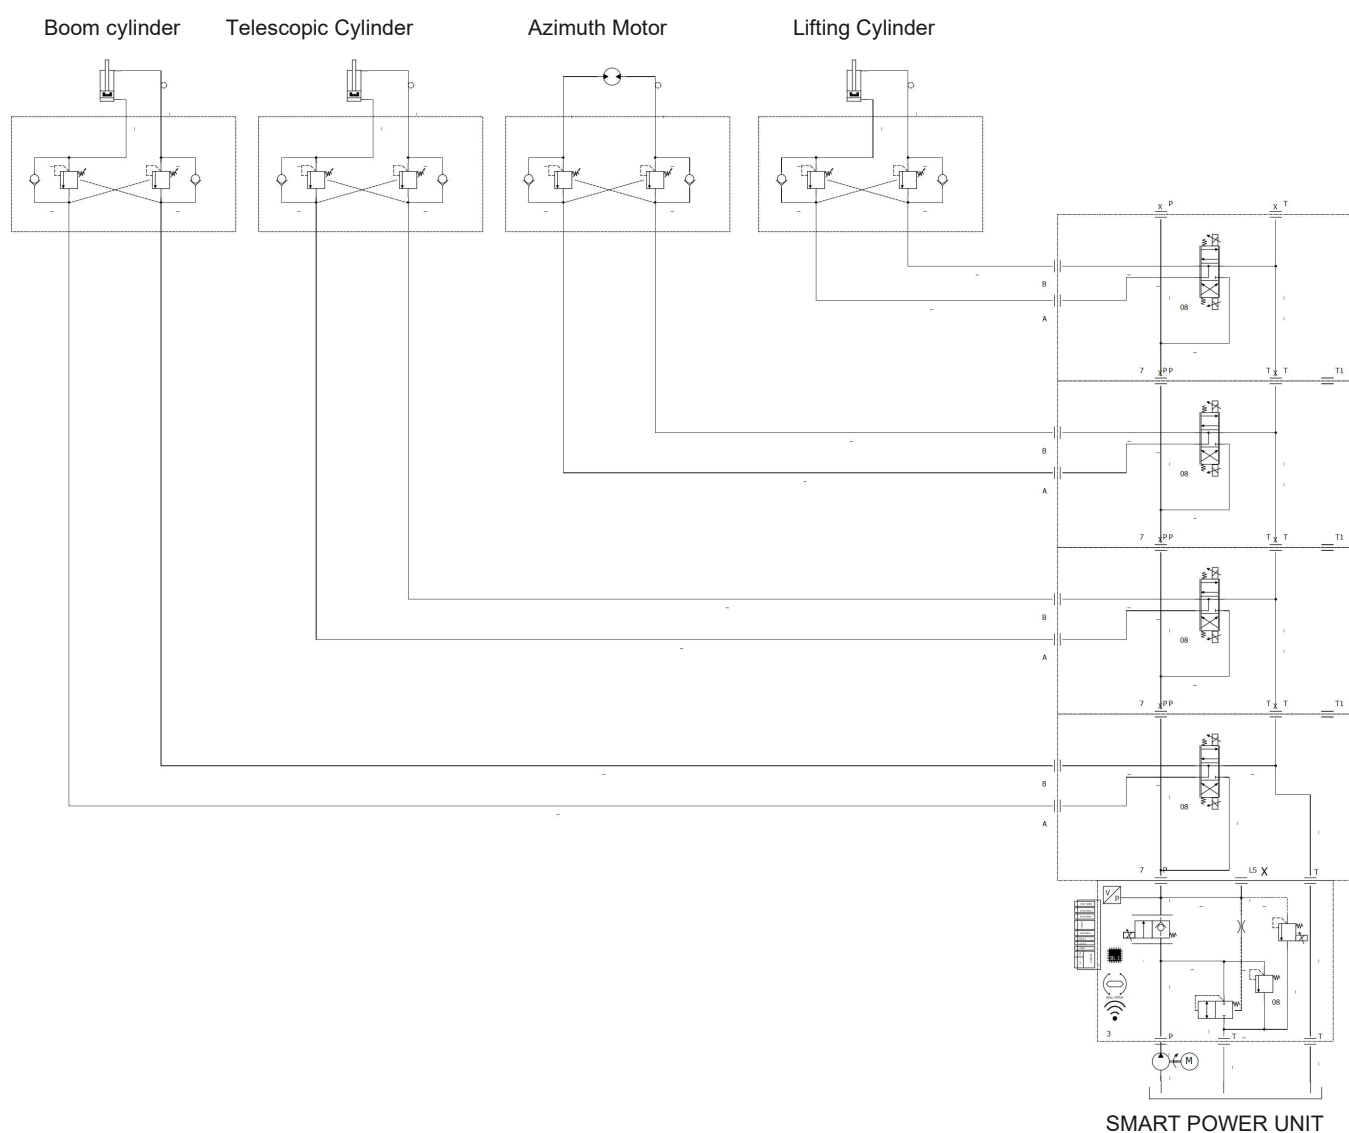 Boom cylinder Telescopic Cylinder Azimuth Motor Lifting Cylinder
X P X T
08
B
A
7 X P P T X T T1
08
B
A
7 X P P T X T T1
08
B
A
7 X P P T X T T1
08
B
A
7 P LS X T
V
P
08
3
P T T
M
SMART POWER UNIT